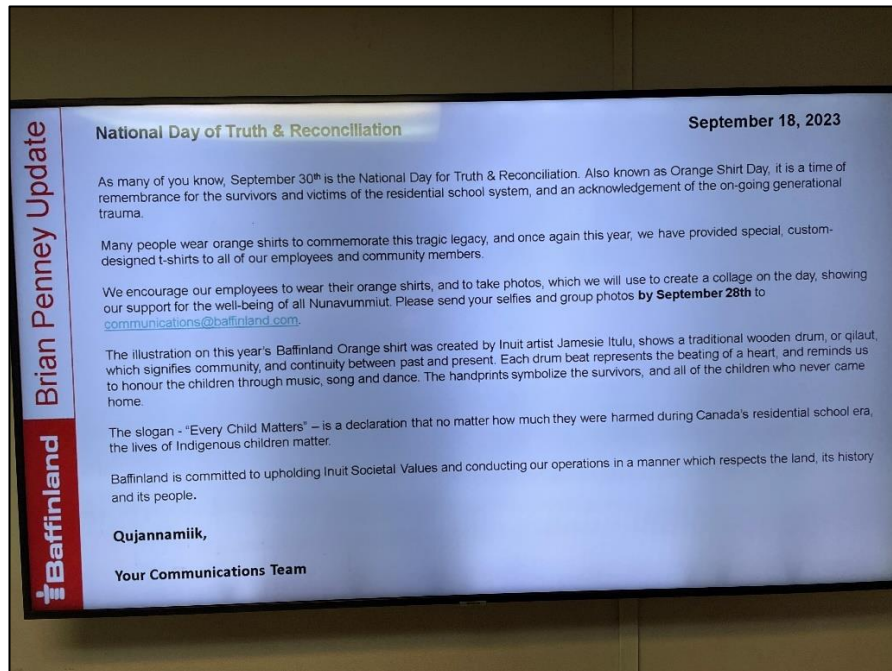 Brian Penney Update
Baffinland
National Day of Truth & Reconciliation
September 18, 2023
As many of you know, September 30th is the National Day for Truth & Reconciliation. Also known as Orange Shirt Day, it is a time of
remembrance for the survivors and victims of the residential school system, and an acknowledgement of the on-going generational
trauma.
Many people wear orange shirts to commemorate this tragic legacy, and once again this year, we have provided special, custom-
designed t-shirts to all of our employees and community members.
We encourage our employees to wear their orange shirts, and to take photos, which we will use to create a collage on the day, showing
our support for the well-being of all Nunavummiut. Please send your selfies and group photos by September 28th to
communications@baffinland.com.
The illustration on this year's Baffinland Orange shirt was created by Inuit artist Jamesie Itulu, shows a traditional wooden drum, or qilaut,
which signifies community, and continuity between past and present. Each drum beat represents the beating of a heart, and reminds us
to honour the children through music, song and dance. The handprints symbolize the survivors, and all of the children who never came
home.
The slogan - “Every Child Matters” – is a declaration that no matter how much they were harmed during Canada's residential school era,
the lives of Indigenous children matter.
Baffinland is committed to upholding Inuit Societal Values and conducting our operations in a manner which respects the land, its history
and its people.
Qujannamiik,
Your Communications Team